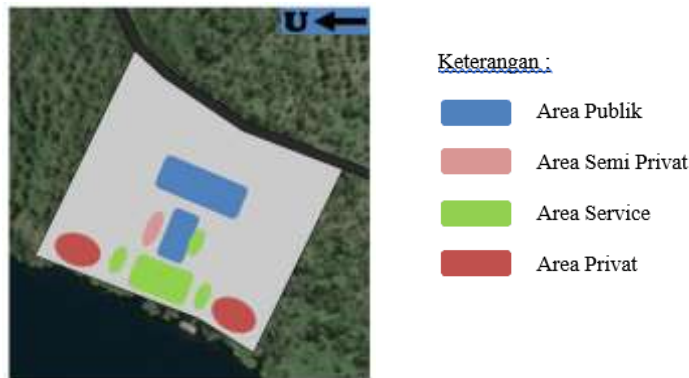 U
Keterangan :
Area Publik
Area Semi Privat
Area Service
Area Privat